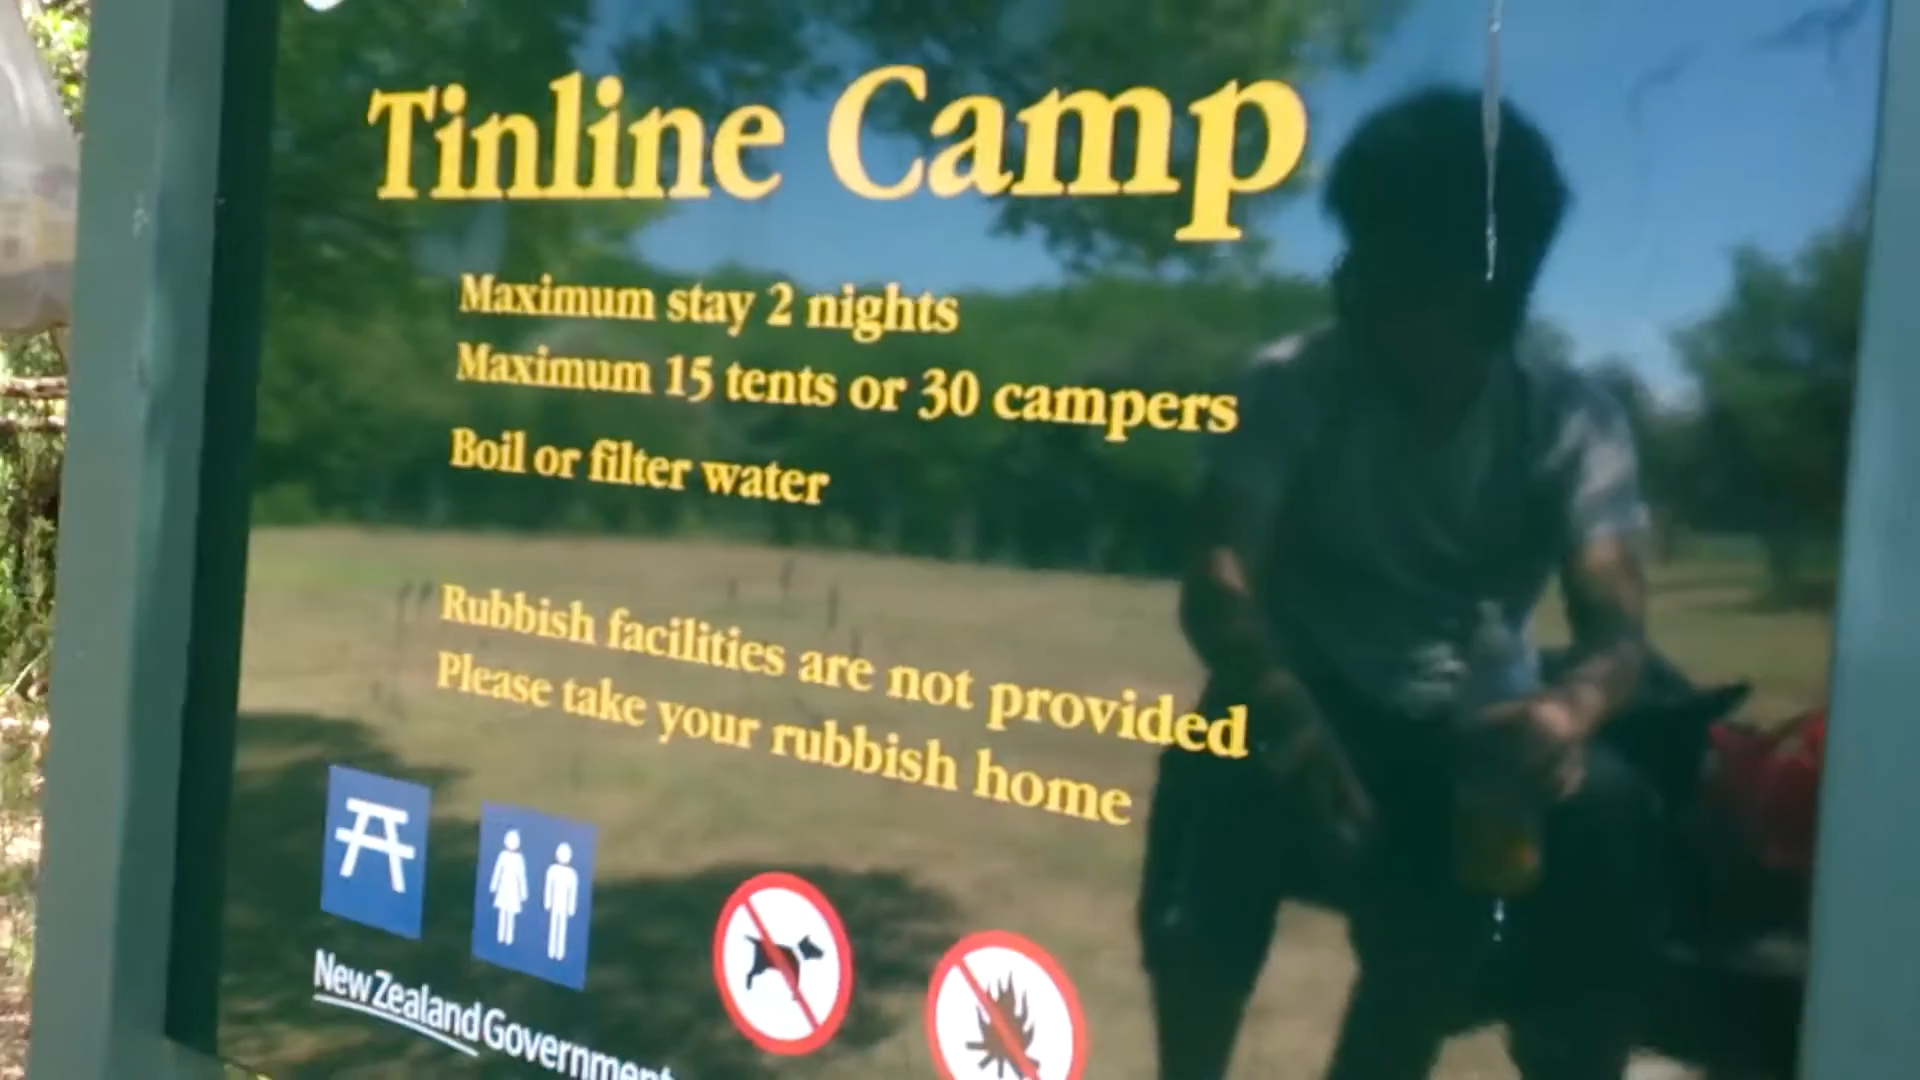 Tinline Camp
Maximum stay 2 nights
Maximum 15 tents or 30 campers
Boil or filter water
Rubbish facilities are not provided
Please take your rubbish home
New Zealand Government